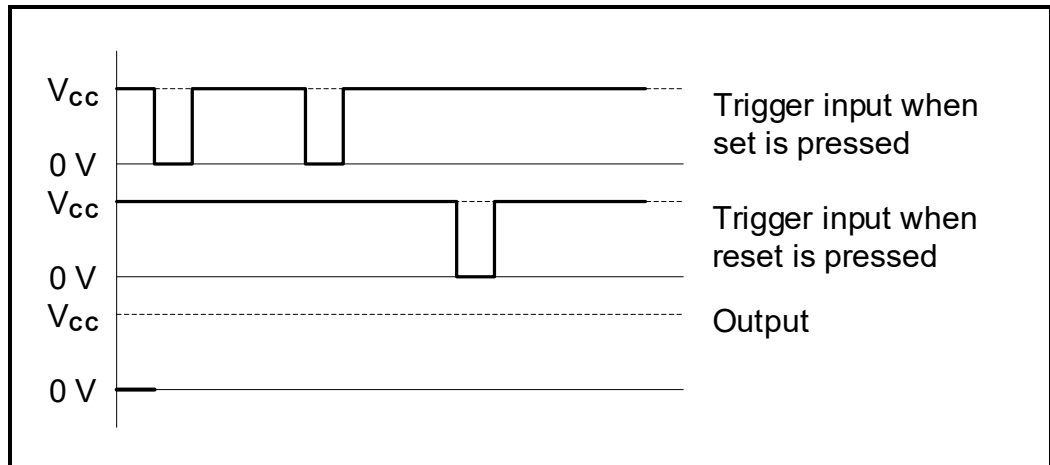 Vcc
Trigger input when
set is pressed
0 V
Vcc
Trigger input when
reset is pressed
0 V
Vcc
Output
0 V